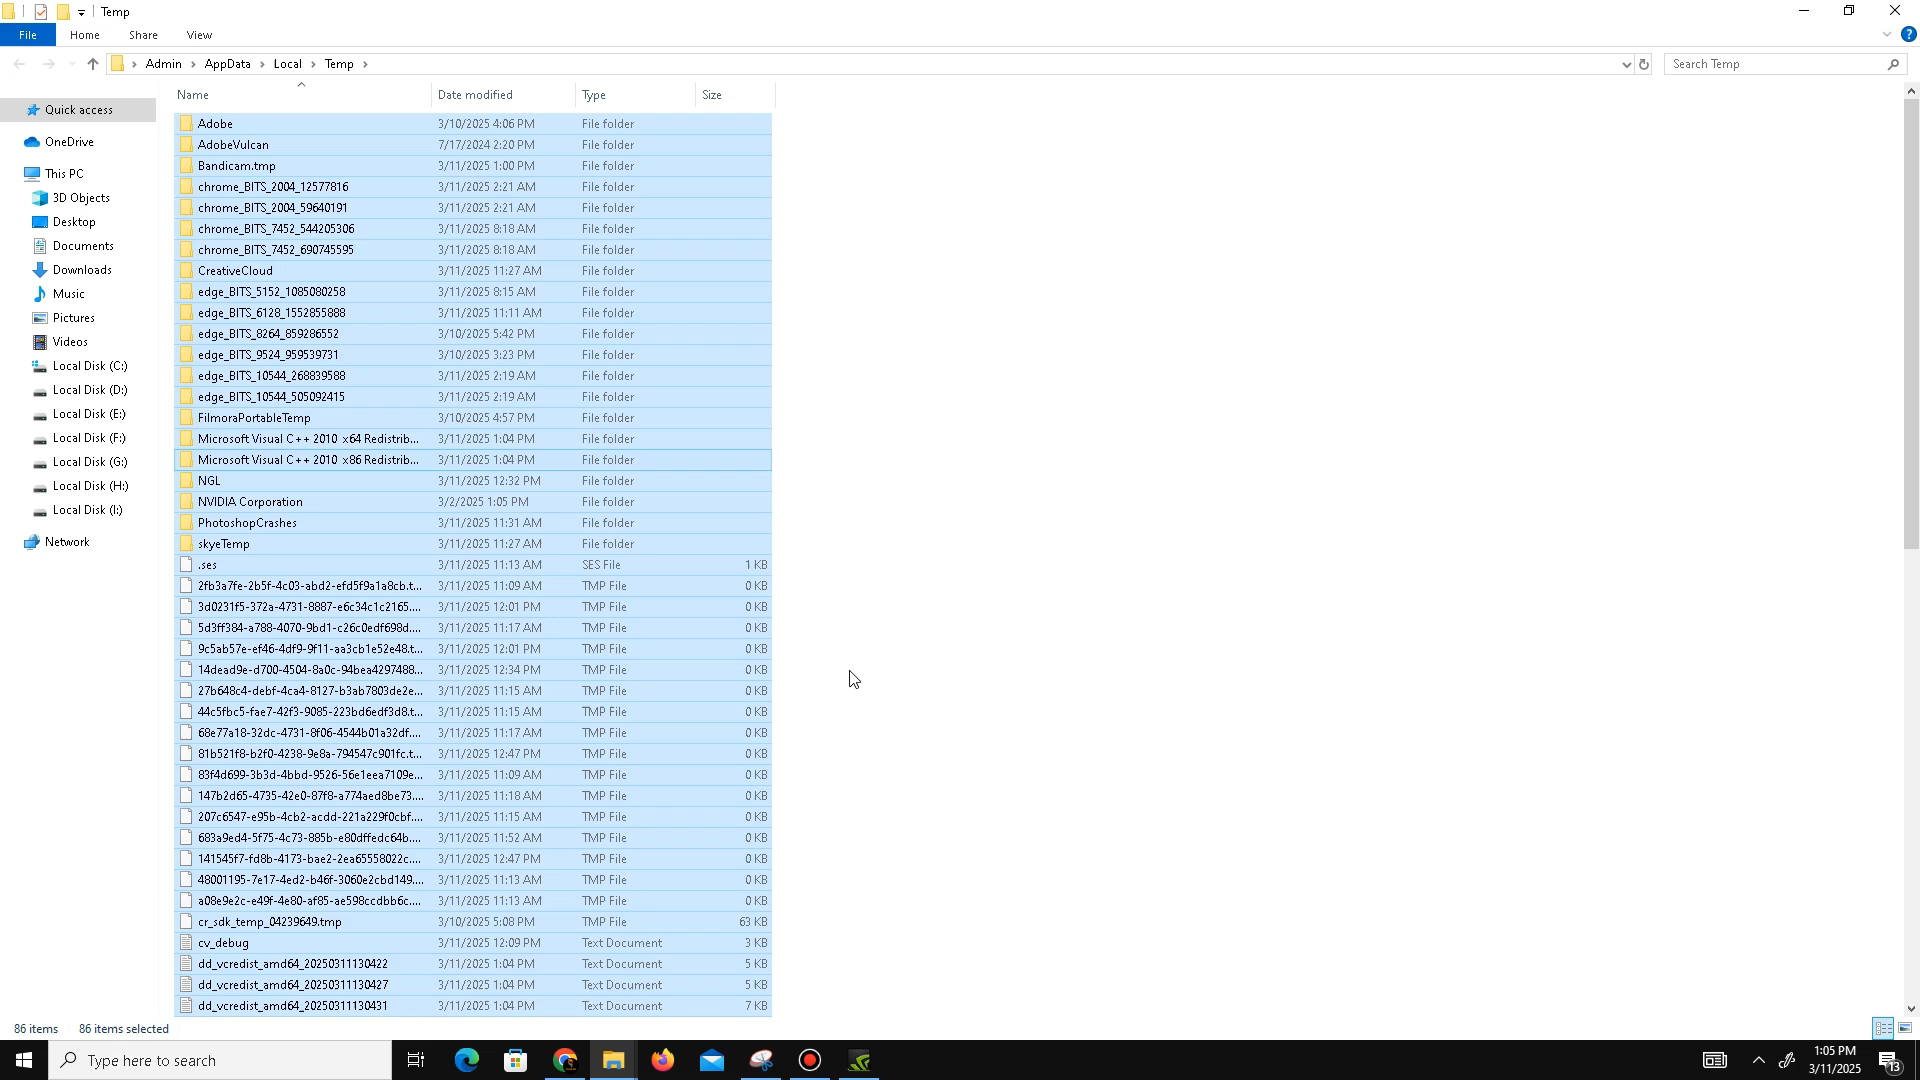 Temp
File Home Share View
Admin AppData Local Temp
Search Temp
Name Date modified Type Size
Quick access
OneDrive
This PC
3D Objects
Desktop
Documents
Downloads
Music
Pictures
Videos
Local Disk (C:)
Local Disk (D:)
Local Disk (E:)
Local Disk (F:)
Local Disk (G:)
Local Disk (H:)
Local Disk (I:)
Network
Adobe 3/10/2025 4:06 PM File folder
AdobeVulcan 7/17/2024 2:20 PM File folder
Bandicam.tmp 3/11/2025 1:00 PM File folder
chrome_BITS_2004_12577816 3/11/2025 2:21 AM File folder
chrome_BITS_2004_59640191 3/11/2025 2:21 AM File folder
chrome_BITS_7452_544205306 3/11/2025 8:18 AM File folder
chrome_BITS_7452_690745595 3/11/2025 8:18 AM File folder
CreativeCloud 3/11/2025 11:27 AM File folder
edge_BITS_5152_1085080258 3/11/2025 8:15 AM File folder
edge_BITS_6128_1552855888 3/11/2025 11:11 AM File folder
edge_BITS_8264_859286552 3/10/2025 5:42 PM File folder
edge_BITS_9524_959539731 3/10/2025 3:23 PM File folder
edge_BITS_10544_268839588 3/11/2025 2:19 AM File folder
edge_BITS_10544_505092415 3/11/2025 2:19 AM File folder
FilmoraPortableTemp 3/10/2025 4:57 PM File folder
Microsoft Visual C++ 2010 x64 Redistrib... 3/11/2025 1:04 PM File folder
Microsoft Visual C++ 2010 x86 Redistrib... 3/11/2025 1:04 PM File folder
NGL 3/11/2025 12:32 PM File folder
NVIDIA Corporation 3/2/2025 1:05 PM File folder
PhotoshopCrashes 3/11/2025 11:31 AM File folder
skyeTemp 3/11/2025 11:27 AM File folder
.ses 3/11/2025 11:13 AM SES File 1 KB
2fb3a7fe-2b5f-4c03-abd2-efd5f9a1a8cb.t... 3/11/2025 11:09 AM TMP File 0 KB
3d0231f5-372a-4731-8887-e6c34c1c2165.... 3/11/2025 12:01 PM TMP File 0 KB
5d3ff384-a788-4070-9bd1-c26c0edf698d.... 3/11/2025 11:17 AM TMP File 0 KB
9c5ab57e-ef46-4df9-9f11-aa3cb1e52e48.t... 3/11/2025 12:01 PM TMP File 0 KB
14dead9e-d700-4504-8a0c-94bea4297488... 3/11/2025 12:34 PM TMP File 0 KB
27b648c4-debf-4ca4-8127-b3ab7803de2e... 3/11/2025 11:15 AM TMP File 0 KB
44c5fbc5-fae7-42f3-9085-223bd6edf3d8.t... 3/11/2025 11:15 AM TMP File 0 KB
68e77a18-32dc-4731-8f06-4544b01a32df.... 3/11/2025 11:17 AM TMP File 0 KB
81b521f8-b2f0-4238-9e8a-794547c901fc.t... 3/11/2025 12:47 PM TMP File 0 KB
83f4d699-3b3d-4bbd-9526-56e1eea7109e... 3/11/2025 11:09 AM TMP File 0 KB
147b2d65-4735-42e0-87f8-a774aed8be73.... 3/11/2025 11:18 AM TMP File 0 KB
207c6547-e95b-4cb2-acdd-221a229f0cbf.... 3/11/2025 11:15 AM TMP File 0 KB
683a9ed4-5f75-4c73-885b-e80dffedc64b.... 3/11/2025 11:52 AM TMP File 0 KB
141545f7-fd8b-4173-bae2-2ea65558022c.... 3/11/2025 12:47 PM TMP File 0 KB
48001195-7e17-4ed2-b46f-3060e2cbd149.... 3/11/2025 11:13 AM TMP File 0 KB
a08e9e2c-e49f-4e80-af85-ae598ccdbb6c.... 3/11/2025 11:13 AM TMP File 0 KB
cr_sdk_temp_04239649.tmp 3/10/2025 5:08 PM TMP File 63 KB
cv_debug 3/11/2025 12:09 PM Text Document 3 KB
dd_vcredist_amd64_20250311130422 3/11/2025 1:04 PM Text Document 5 KB
dd_vcredist_amd64_20250311130427 3/11/2025 1:04 PM Text Document 5 KB
dd_vcredist_amd64_20250311130431 3/11/2025 1:04 PM Text Document 7 KB
86 items 86 items selected
Type here to search
1:05 PM
3/11/2025
13